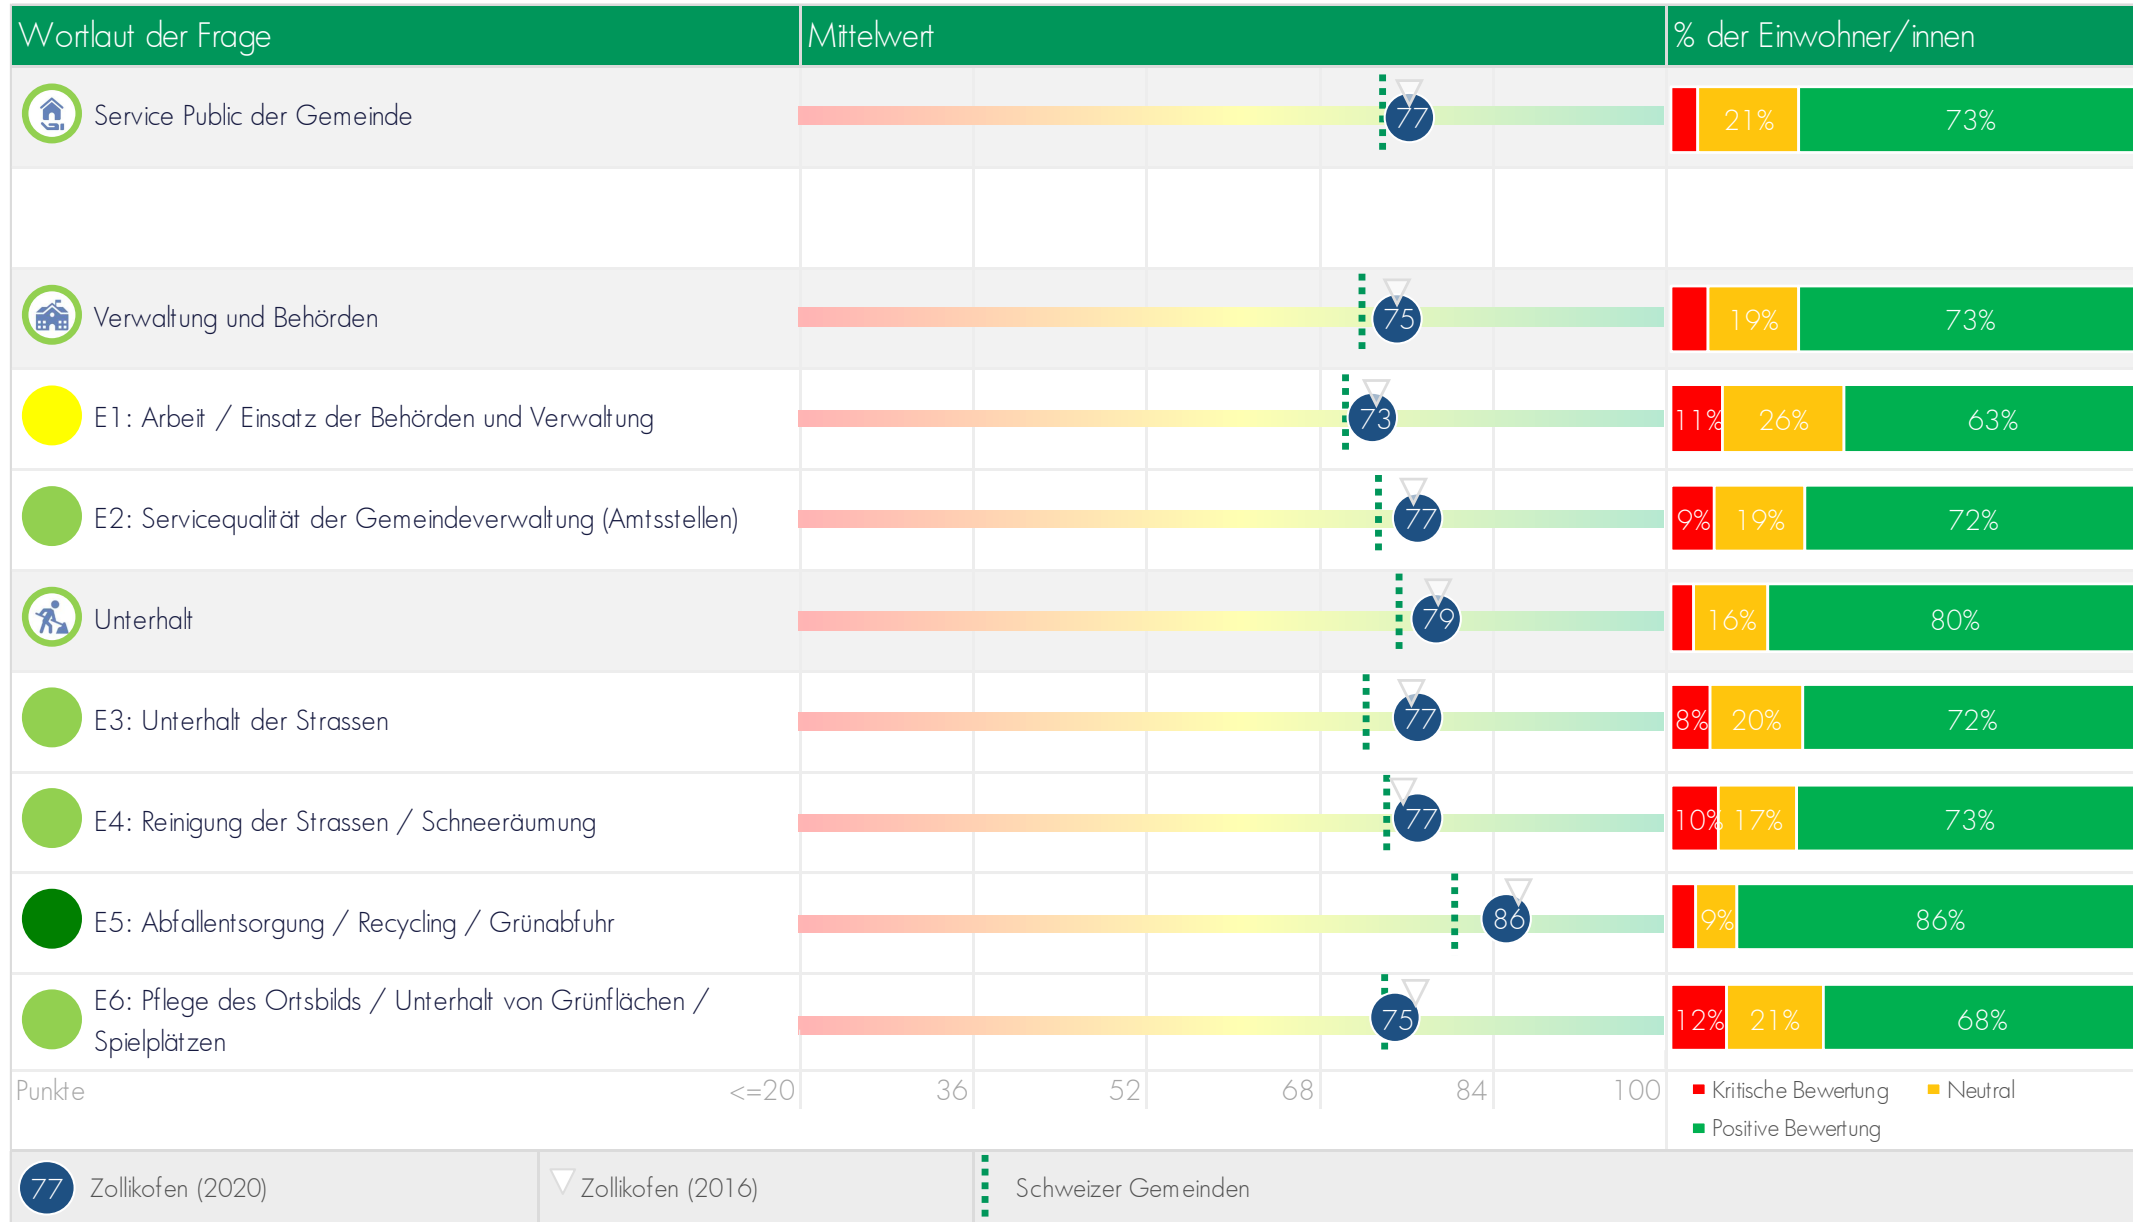 Wortlaut der Frage Mittelwert % der Einwohner/innen
Service Public der Gemeinde 77 21% 73%
Verwaltung und Behörden 75 19% 73%
E1: Arbeit / Einsatz der Behörden und Verwaltung 73 11% 26% 63%
E2: Servicequalität der Gemeindeverwaltung (Amtsstellen) 77 9% 19% 72%
Unterhalt 79 16% 80%
E3: Unterhalt der Strassen 77 8% 20% 72%
E4: Reinigung der Strassen / Schneeräumung 77 10% 17% 73%
E5: Abfallentsorgung / Recycling / Grünabfuhr 86 9% 86%
E6: Pflege des Ortsbilds / Unterhalt von Grünflächen /
Spielplätzen 75 12% 21% 68%
Punkte <=20 36 52 68 84 100
Kritische Bewertung Neutral
Positive Bewertung
77 Zollikofen (2020) Zollikofen (2016) Schweizer Gemeinden